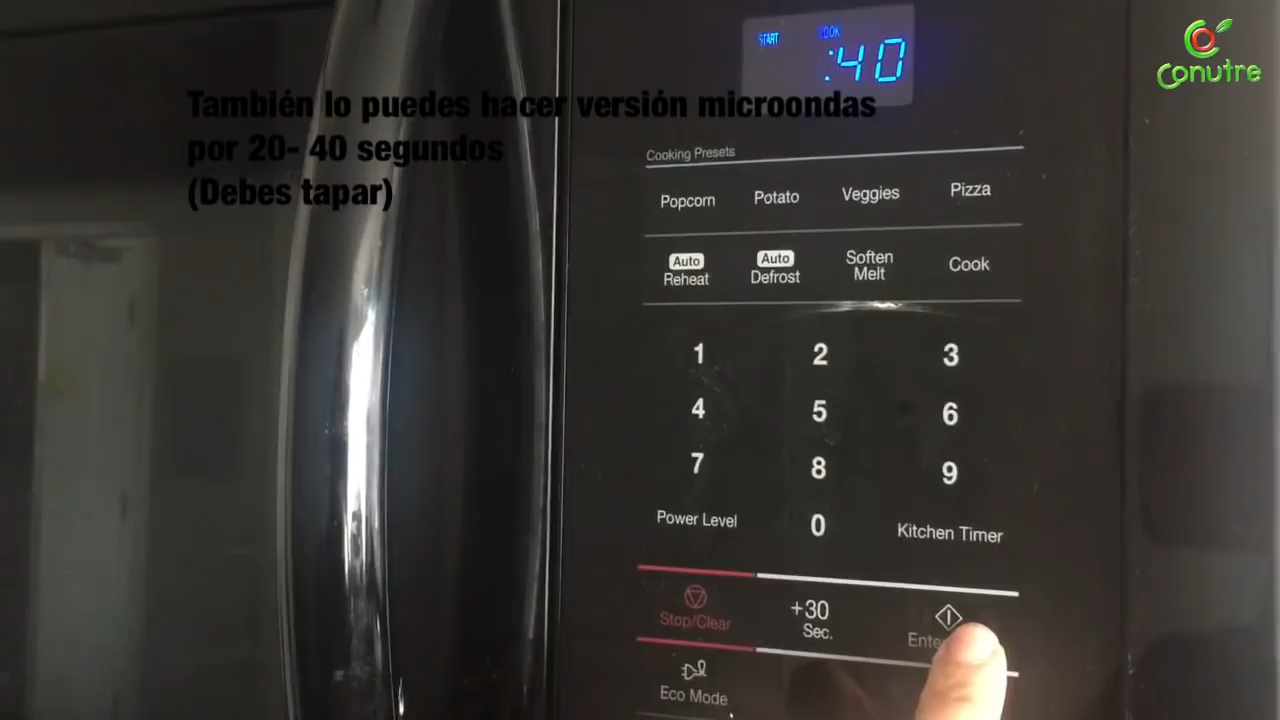 START COOK
:40
Conutre
También lo puedes hacer versión microondas
por 20- 40 segundos
(Debes tapar)
Cooking Presets
Popcorn Potato Veggies Pizza
Auto Reheat
Auto Defrost
Soften Melt
Cook
1 2 3
4 5 6
7 8 9
Power Level 0 Kitchen Timer
Stop/Clear
+30 Sec.
Eco Mode